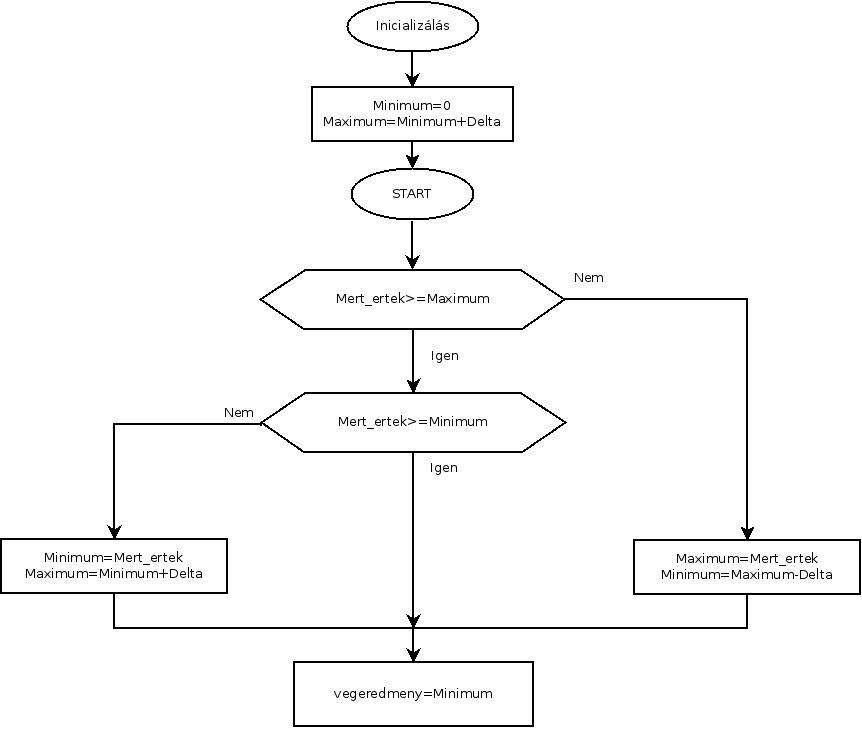 Inicializálás
Minimum=0
Maximum=Minimum+Delta
START
Mert_ertek>=Maximum
Nem
Igen
Mert_ertek>=Minimum
Nem
Igen
Minimum=Mert_ertek
Maximum=Minimum+Delta
Maximum=Mert_ertek
Minimum=Maximum-Delta
vegeredmeny=Minimum